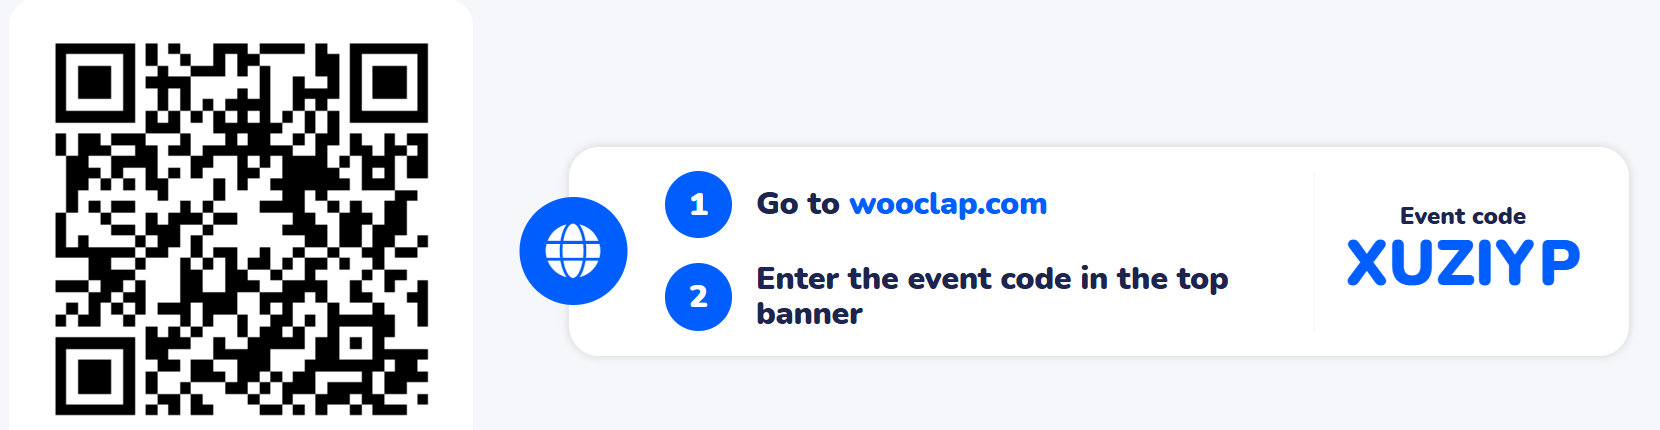 1 Go to wooclap.com
2 Enter the event code in the top
banner
Event code
XUZIYP